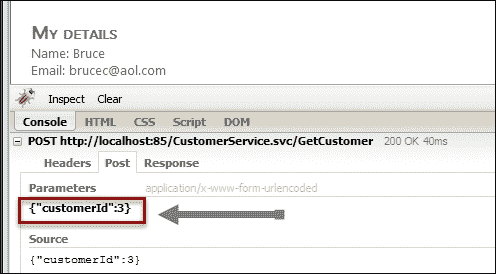 My details
Name: Bruce
Email: brucec@aol.com
Inspect Clear
Console HTML CSS Script DOM
POST http://localhost:85/CustomerService.svc/GetCustomer 200 OK 40ms
Headers Post Response
Parameters application/x-www-form-urlencoded
{"customerId":3}
Source
{"customerId":3}